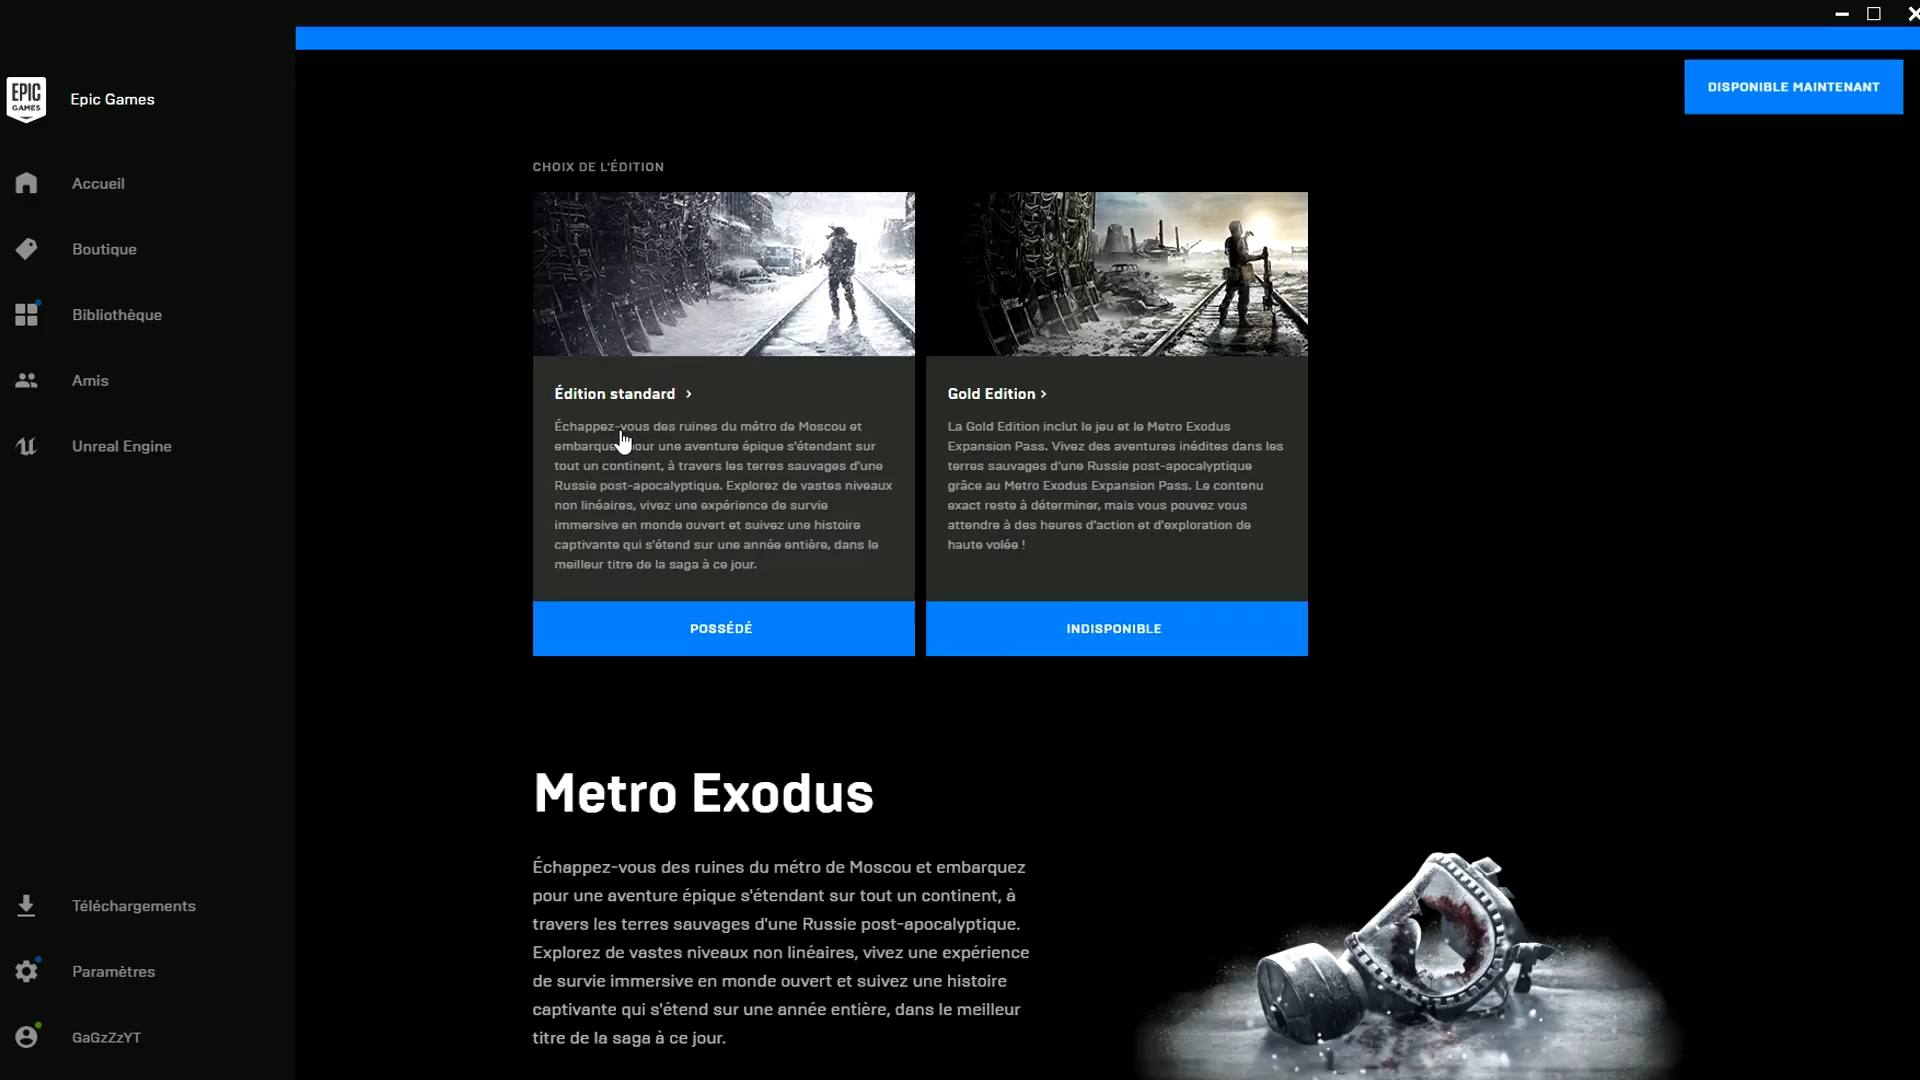 EPIC GAMES
Epic Games
Accueil
Boutique
Bibliothèque
Amis
Unreal Engine
Téléchargements
Paramètres
GaGzZzYT
DISPONIBLE MAINTENANT
CHOIX DE L'ÉDITION
Édition standard >
Échappez-vous des ruines du métro de Moscou et
embarque pour une aventure épique s'étendant sur
tout un continent, à travers les terres sauvages d'une
Russie post-apocalyptique. Explorez de vastes niveaux
non linéaires, vivez une expérience de survie
immersive en monde ouvert et suivez une histoire
captivante qui s'étend sur une année entière, dans le
meilleur titre de la saga à ce jour.
POSSÉDÉ
Gold Edition >
La Gold Edition inclut le jeu et le Metro Exodus
Expansion Pass. Vivez des aventures inédites dans les
terres sauvages d'une Russie post-apocalyptique
grâce au Metro Exodus Expansion Pass. Le contenu
exact reste à déterminer, mais vous pouvez vous
attendre à des heures d'action et d'exploration de
haute volée !
INDISPONIBLE
Metro Exodus
Échappez-vous des ruines du métro de Moscou et embarquez
pour une aventure épique s'étendant sur tout un continent, à
travers les terres sauvages d'une Russie post-apocalyptique.
Explorez de vastes niveaux non linéaires, vivez une expérience
de survie immersive en monde ouvert et suivez une histoire
captivante qui s'étend sur une année entière, dans le meilleur
titre de la saga à ce jour.